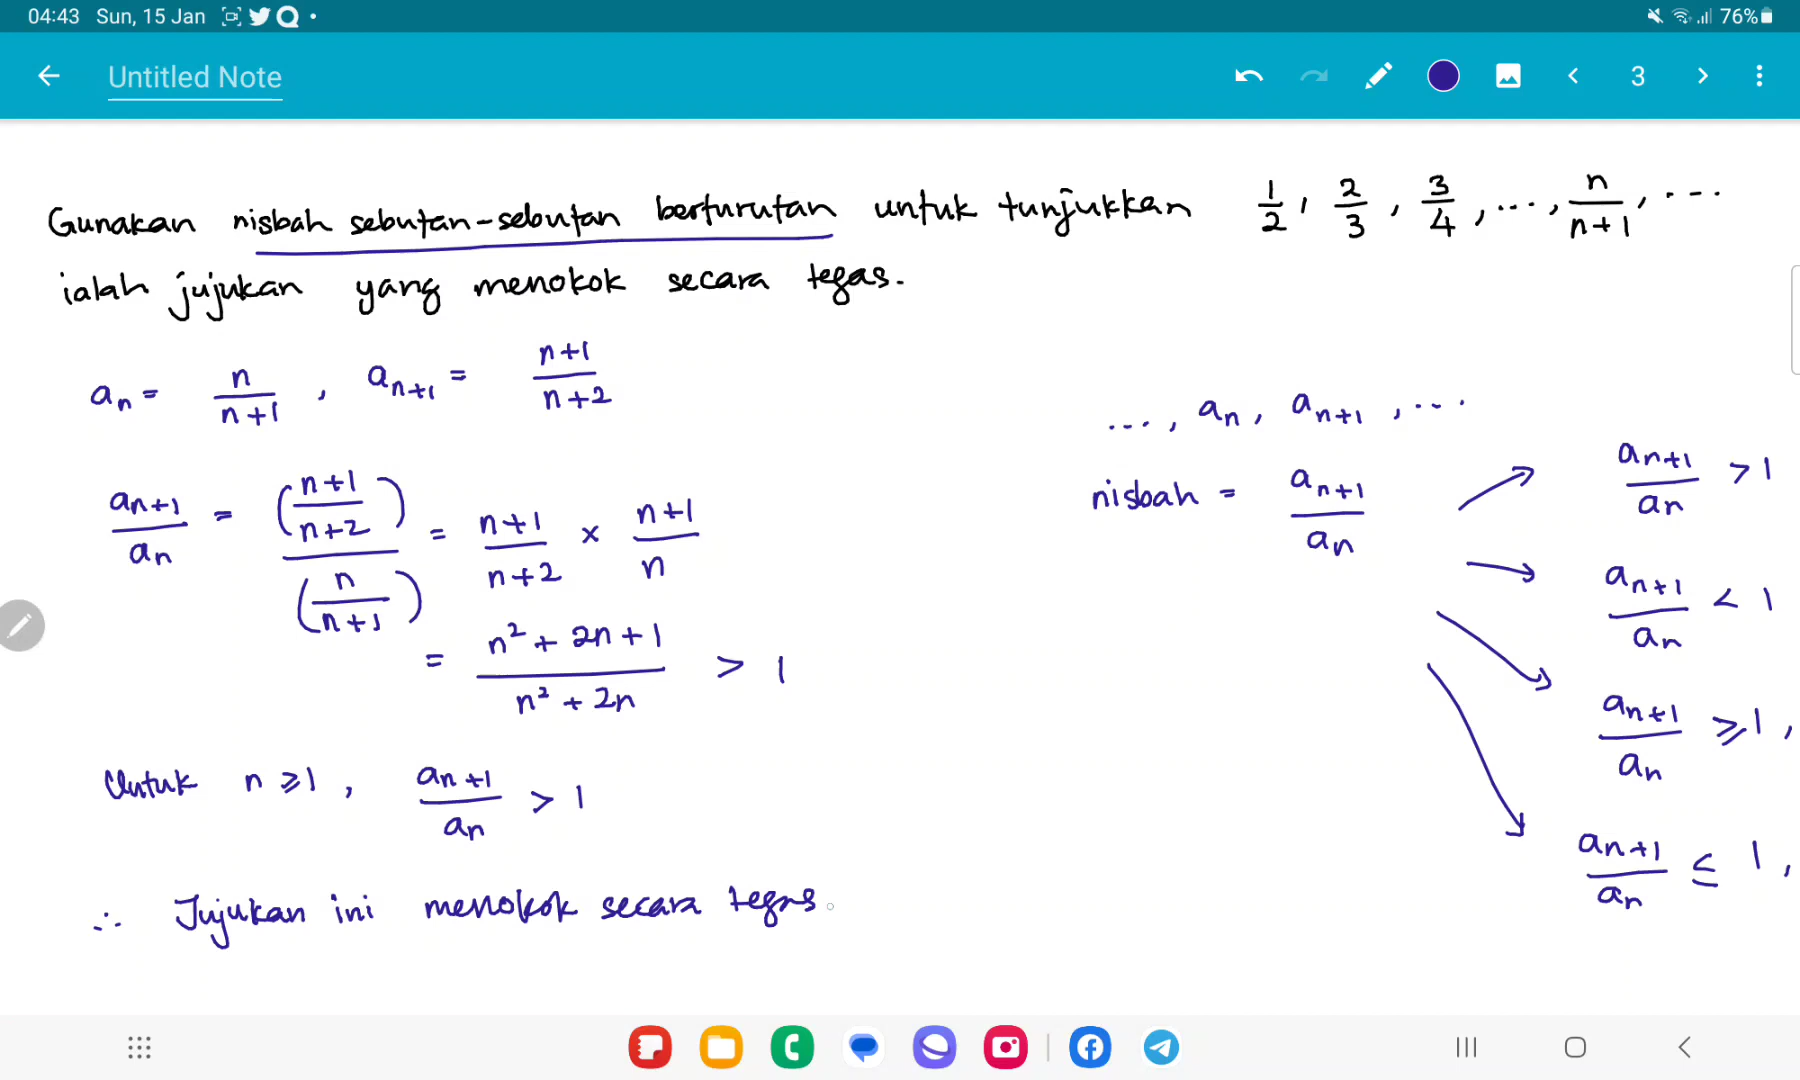 04:43 Sun, 15 Jan 76%
Untitled Note 3
Gunakan nisbah sebutan-sebutan berturutan untuk tunjukkan 1/2, 2/3, 3/4, ..., n/(n+1), ...
ialah jujukan yang menokok secara tegas.
aₙ = n/(n+1), aₙ₊₁ = (n+1)/(n+2)
aₙ₊₁/aₙ = ((n+1)/(n+2))/(n/(n+1)) = (n+1)/(n+2) × (n+1)/n
= (n²+2n+1)/(n²+2n) > 1
Untuk n ≥ 1, aₙ₊₁/aₙ > 1
∴ Jujukan ini menokok secara tegas.
..., aₙ, aₙ₊₁, ...
nisbah = aₙ₊₁/aₙ
aₙ₊₁/aₙ > 1
aₙ₊₁/aₙ < 1
aₙ₊₁/aₙ ≥ 1,
aₙ₊₁/aₙ ≤ 1,